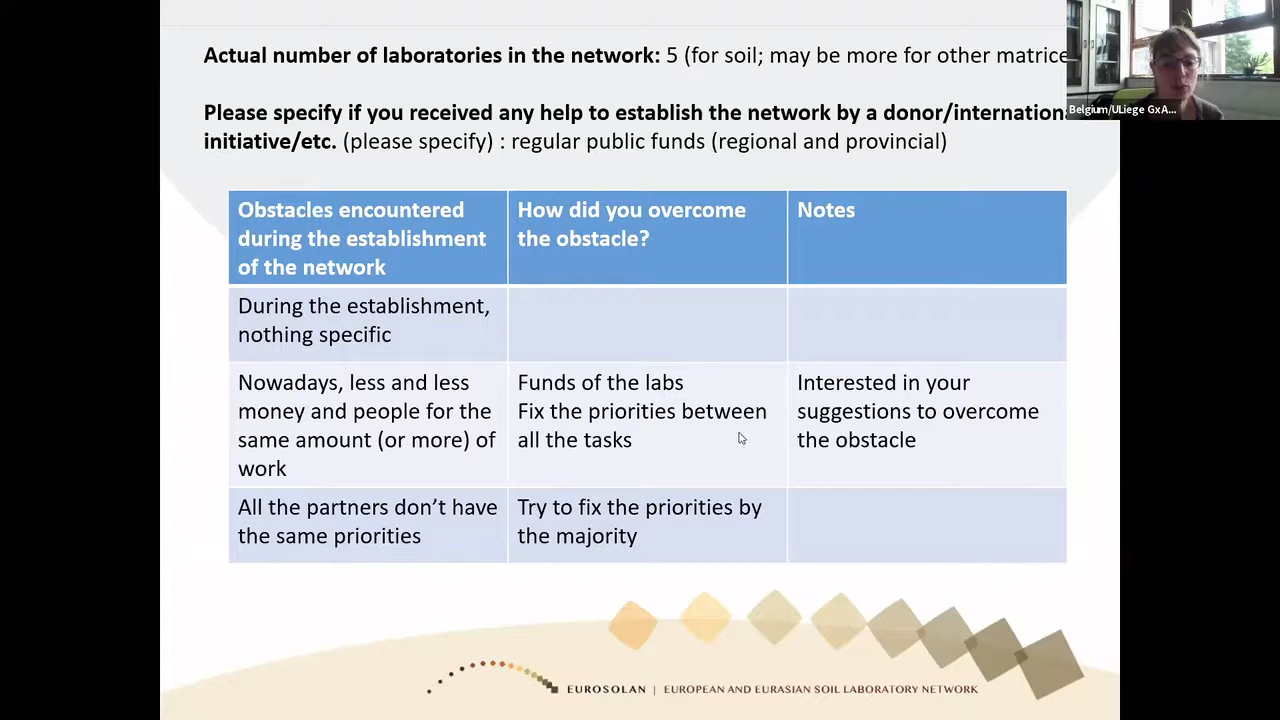 Actual number of laboratories in the network: 5 (for soil; may be more for other matrice
Belgium/ULiege GxA...
Please specify if you received any help to establish the network by a donor/internationa
initiative/etc. (please specify) : regular public funds (regional and provincial)
Obstacles encountered
during the establishment
of the network
How did you overcome
the obstacle?
Notes
During the establishment,
nothing specific
Nowadays, less and less
money and people for the
same amount (or more) of
work
Funds of the labs
Fix the priorities between
all the tasks
Interested in your
suggestions to overcome
the obstacle
All the partners don't have
the same priorities
Try to fix the priorities by
the majority
EUROSOLAN | EUROPEAN AND EURASIAN SOIL LABORATORY NETWORK